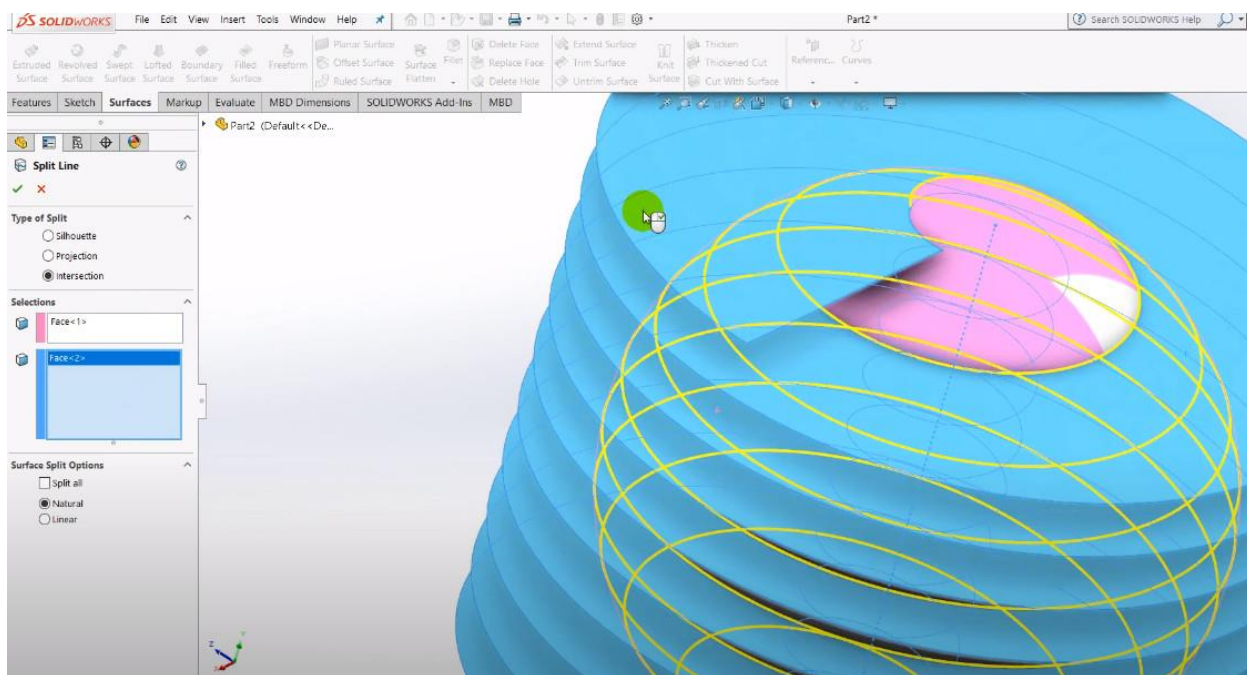 SOLIDWORKS File Edit View Insert Tools Window Help Part2 * Search SOLIDWORKS Help
Extruded Surface
Revolved Surface
Swept Surface
Lofted Surface
Boundary Surface
Filled Surface
Freeform
Planar Surface
Offset Surface
Ruled Surface
Surface Flatten
Fillet
Delete Face
Replace Face
Delete Hole
Extend Surface
Trim Surface
Untrim Surface
Knit Surface
Thicken
Thickened Cut
Cut With Surface
Referenc...
Curves
Features Sketch Surfaces Markup Evaluate MBD Dimensions SOLIDWORKS Add-Ins MBD
Part2 (Default<<De...
Split Line
Type of Split
Silhouette
Projection
Intersection
Selections
Face<1>
Face<2>
Surface Split Options
Split all
Natural
Linear